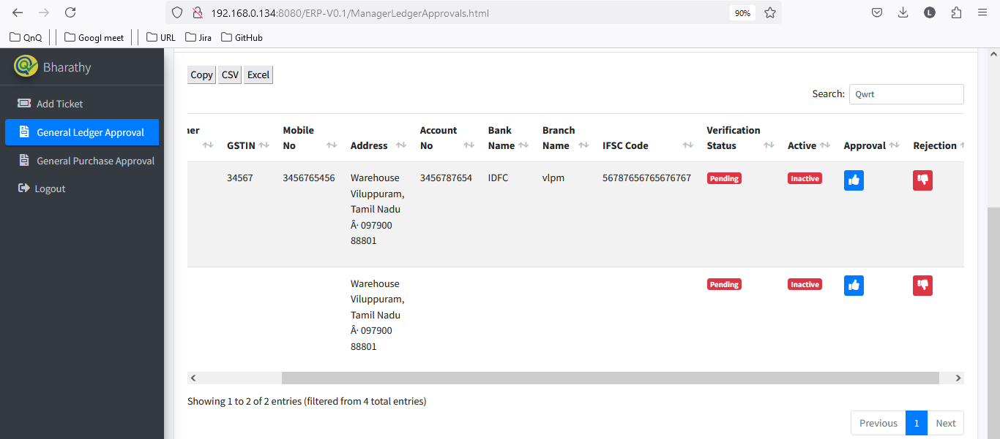 192.168.0.134:8080/ERP-V0.1/ManagerLedgerApprovals.html
90%
L
QnQ
Googl meet
URL
Jira
GitHub
Bharathy
Add Ticket
General Ledger Approval
General Purchase Approval
Logout
Copy CSV Excel
Search: Qwrt
ner GSTIN Mobile No Address Account No Bank Name Branch Name IFSC Code Verification Status Active Approval Rejection
34567 3456765456 Warehouse 3456787654 IDFC vlpm 56787656765676767 Pending Inactive
Viluppuram,
Tamil Nadu
Â· 097900
88801
Warehouse Pending Inactive
Viluppuram,
Tamil Nadu
Â· 097900
88801
Showing 1 to 2 of 2 entries (filtered from 4 total entries)
Previous 1 Next